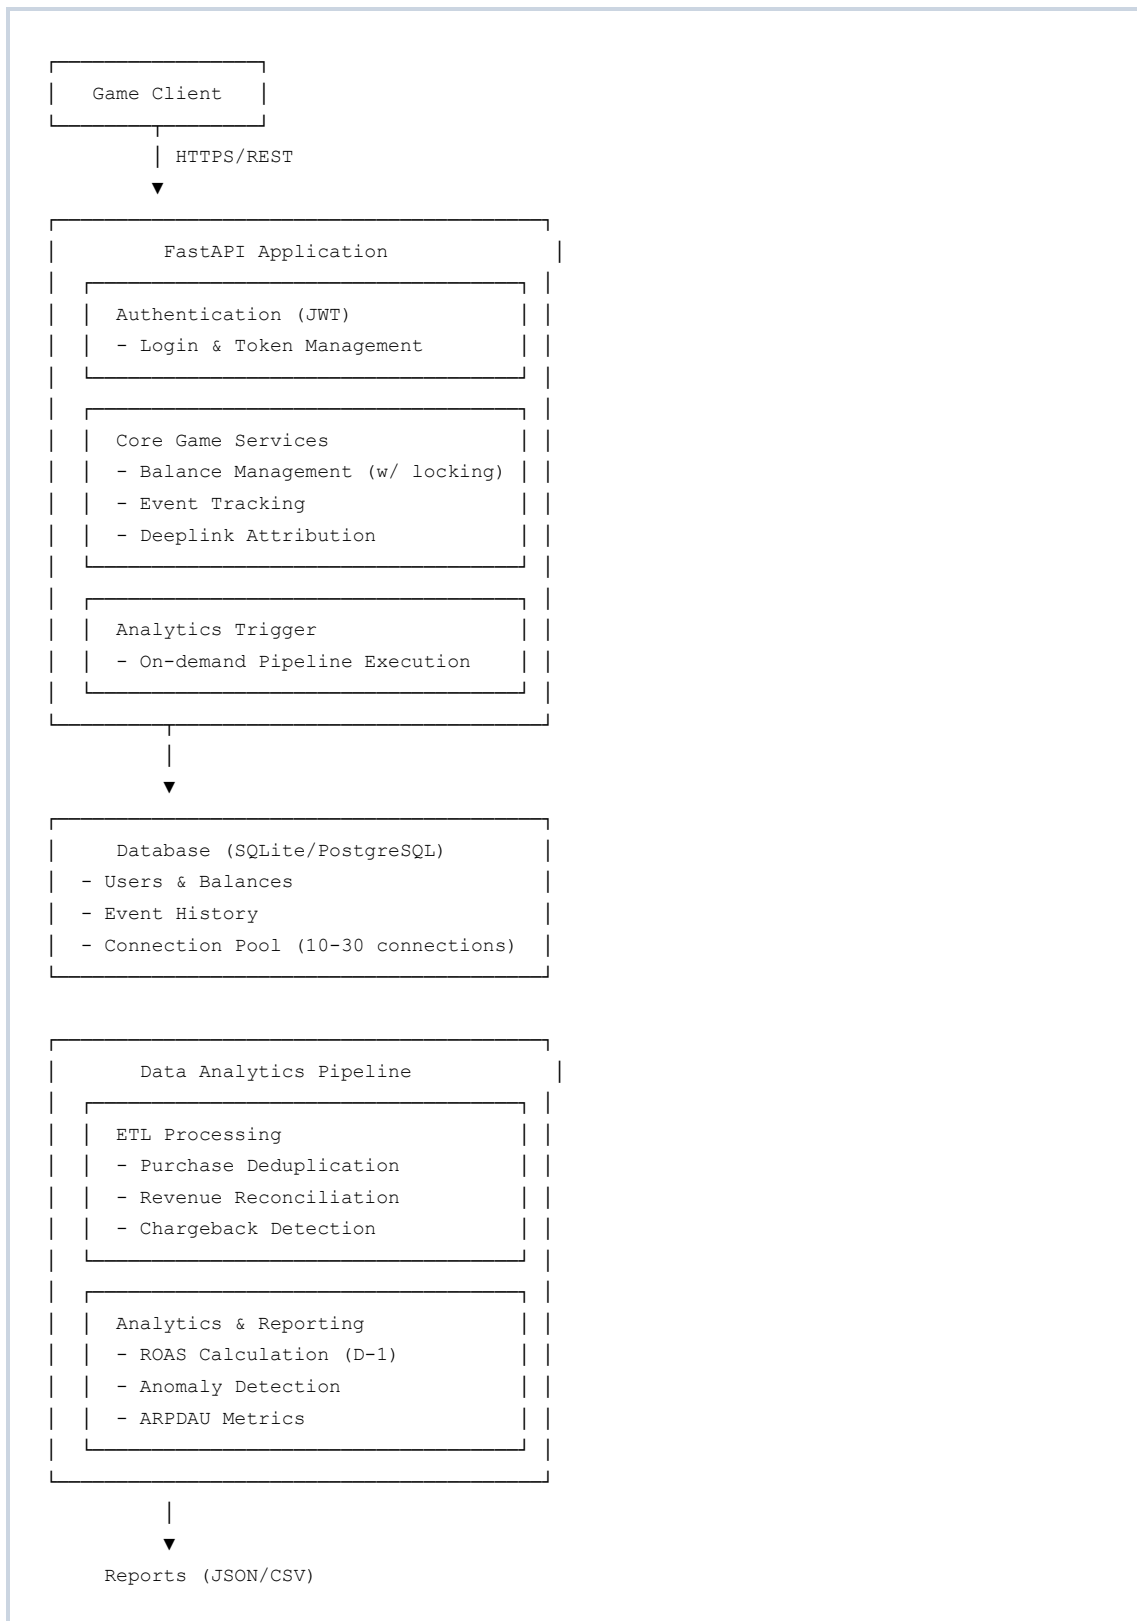 Game Client
HTTPS/REST
▼
FastAPI Application
Authentication (JWT)
- Login & Token Management
Core Game Services
- Balance Management (w/ locking)
- Event Tracking
- Deeplink Attribution
Analytics Trigger
- On-demand Pipeline Execution
▼
Database (SQLite/PostgreSQL)
- Users & Balances
- Event History
- Connection Pool (10-30 connections)
Data Analytics Pipeline
ETL Processing
- Purchase Deduplication
- Revenue Reconciliation
- Chargeback Detection
Analytics & Reporting
- ROAS Calculation (D-1)
- Anomaly Detection
- ARPDAU Metrics
▼
Reports (JSON/CSV)